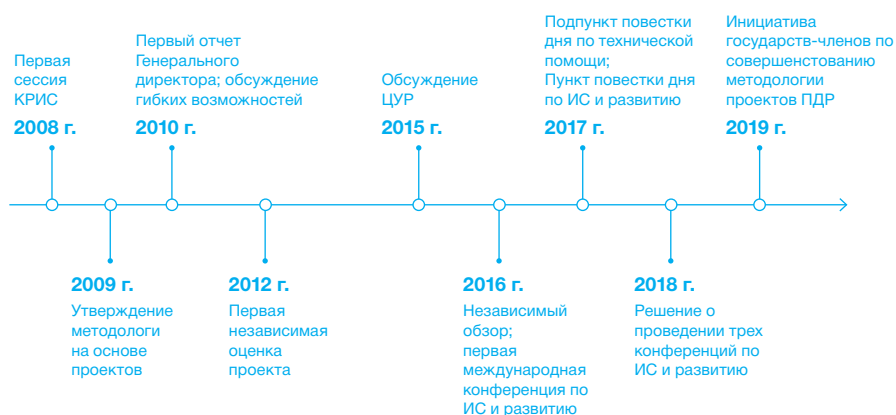 Первая
сессия
КРИС
2008 г.
Первый отчет
Генерального
директора; обсуждение
гибких возможностей
2010 г.
Обсуждение
ЦУР
2015 г.
Подпункт повестки
дня по технической
помощи;
Пункт повестки дня
по ИС и развитию
2017 г.
Инициатива
государств-членов по
совершенстованию
методологии
проектов ПДР
2019 г.
2009 г.
Утверждение
методологи
на основе
проектов
2012 г.
Первая
независимая
оценка
проекта
2016 г.
Независимый
обзор;
первая
международная
конференция по
ИС и развитию
2018 г.
Решение о
проведении трех
конференций по
ИС и развитию